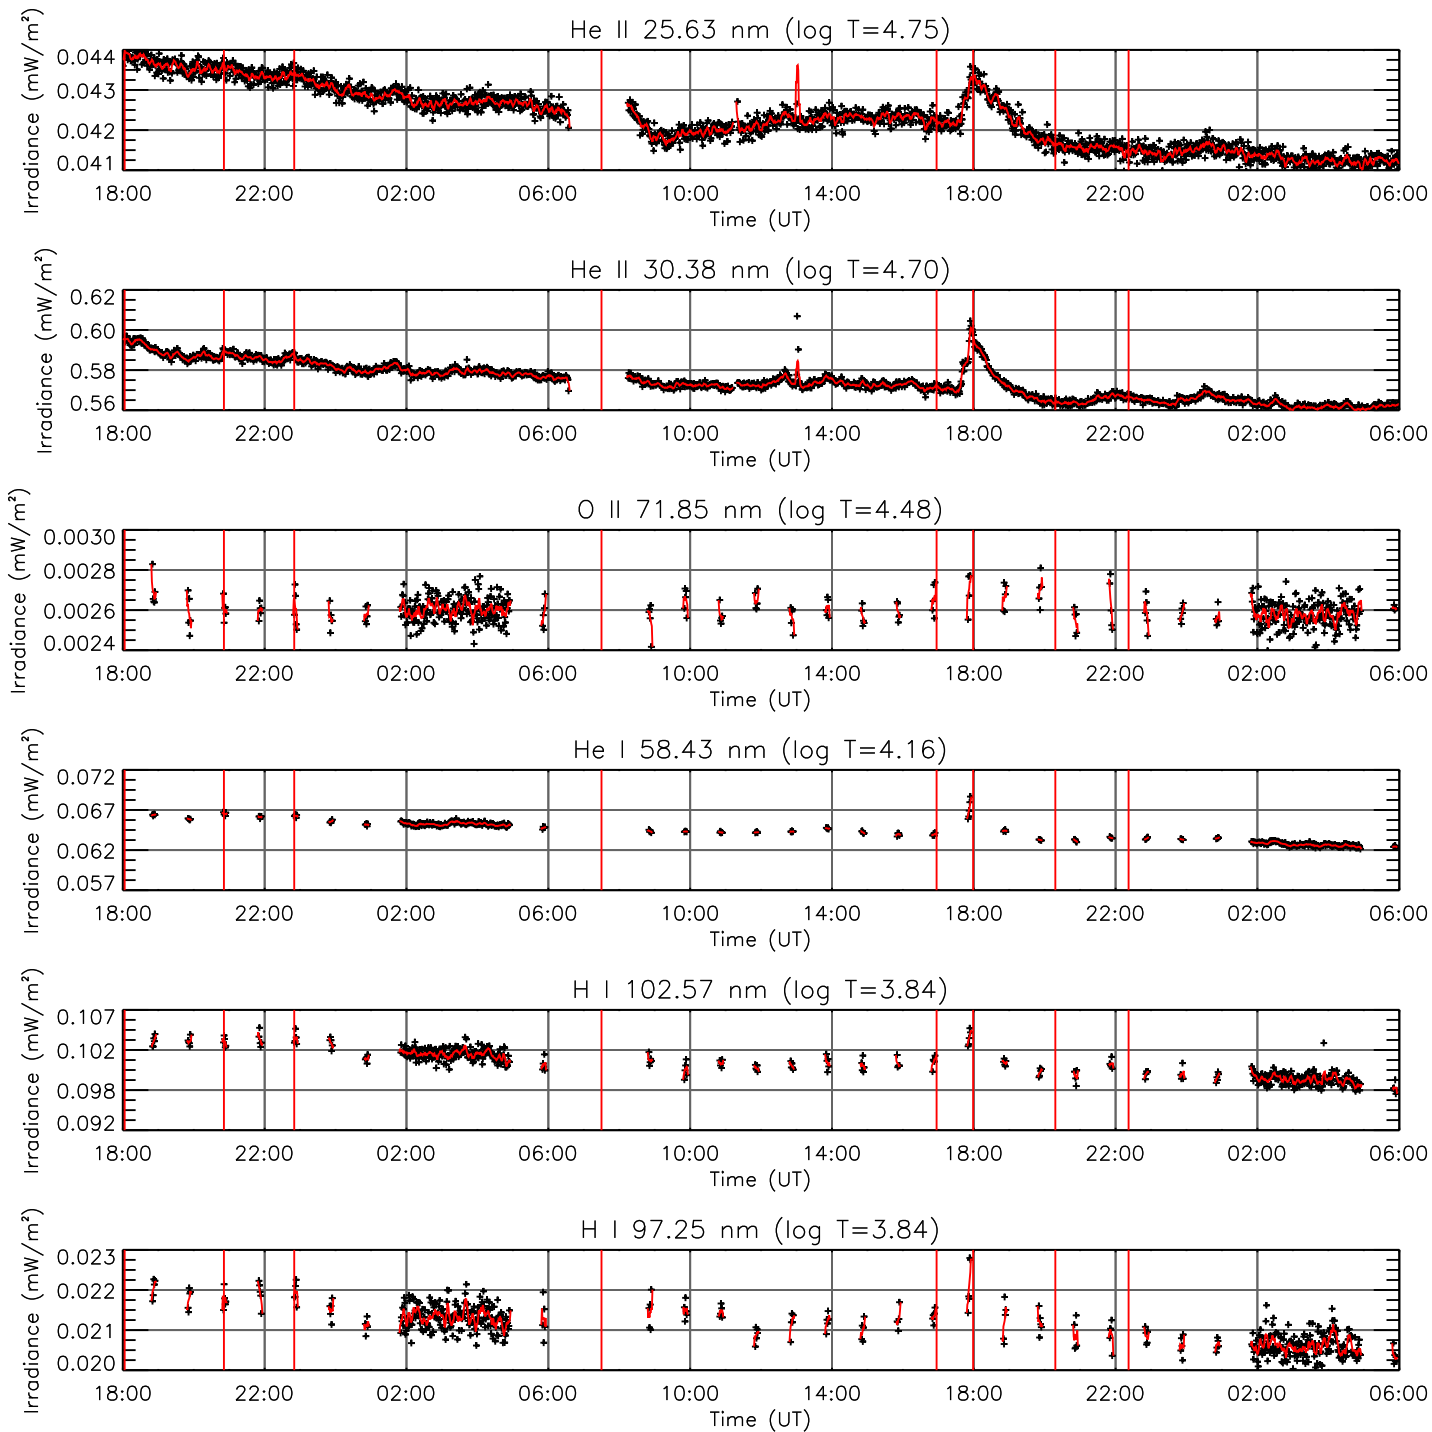 He II 25.63 nm (log T=4.75)
Irradiance (mW/m²)
0.044
0.043
0.042
0.041
18:00 22:00 02:00 06:00 10:00 14:00 18:00 22:00 02:00 06:00
Time (UT)
He II 30.38 nm (log T=4.70)
Irradiance (mW/m²)
0.62
0.60
0.58
0.56
18:00 22:00 02:00 06:00 10:00 14:00 18:00 22:00 02:00 06:00
Time (UT)
O II 71.85 nm (log T=4.48)
Irradiance (mW/m²)
0.0030
0.0028
0.0026
0.0024
18:00 22:00 02:00 06:00 10:00 14:00 18:00 22:00 02:00 06:00
Time (UT)
He I 58.43 nm (log T=4.16)
Irradiance (mW/m²)
0.072
0.067
0.062
0.057
18:00 22:00 02:00 06:00 10:00 14:00 18:00 22:00 02:00 06:00
Time (UT)
H I 102.57 nm (log T=3.84)
Irradiance (mW/m²)
0.107
0.102
0.098
0.092
18:00 22:00 02:00 06:00 10:00 14:00 18:00 22:00 02:00 06:00
Time (UT)
H I 97.25 nm (log T=3.84)
Irradiance (mW/m²)
0.023
0.022
0.021
0.020
18:00 22:00 02:00 06:00 10:00 14:00 18:00 22:00 02:00 06:00
Time (UT)